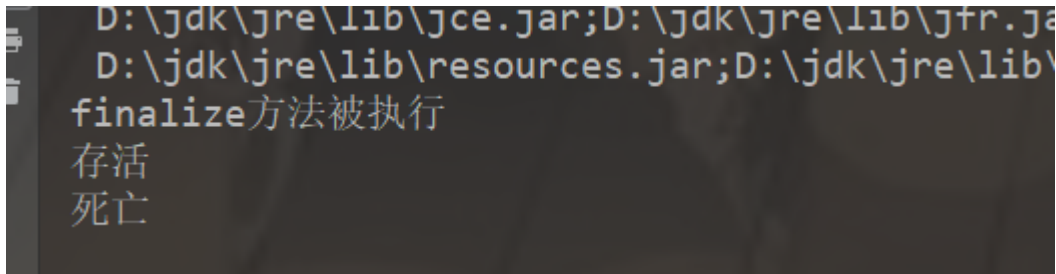 D:\jdk\jre\lib\jce.jar;D:\jdk\jre\lib\jfr.ja
D:\jdk\jre\lib\resources.jar;D:\jdk\jre\lib\
finalize方法被执行
存活
死亡